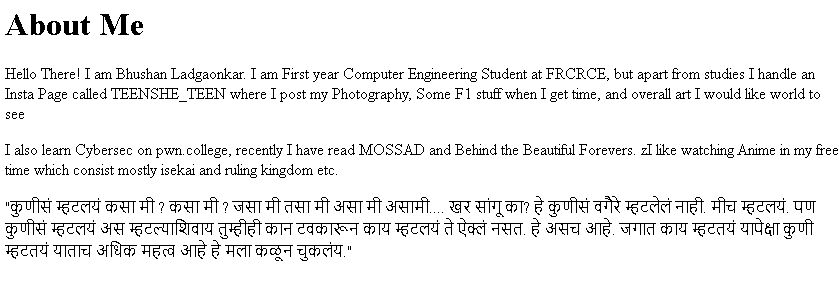 About Me
Hello There! I am Bhushan Ladgaonkar. I am First year Computer Engineering Student at FRCRCE, but apart from studies I handle an
Insta Page called TEENSHE_TEEN where I post my Photography, Some F1 stuff when I get time, and overall art I would like world to
see
I also learn Cybersec on pwn.college, recently I have read MOSSAD and Behind the Beautiful Forevers. zI like watching Anime in my free
time which consist mostly isekai and ruling kingdom etc.
"कुणीसं म्हटलयं कसा मी ? कसा मी ? जसा मी तसा मी असा मी असामी.... खर सांगू का? हे कुणीसं वगैरे म्हटलेलं नाही. मीच म्हटलयं. पण
कुणीसं म्हटलयं अस म्हटल्याशिवाय तुम्हीही कान टवकारून काय म्हटलयं ते ऐक्लं नसत. हे असच आहे. जगात काय म्हटतयं यापेक्षा कुणी
म्हटतयं याताच अधिक महत्व आहे हे मला कळून चुकलंय."